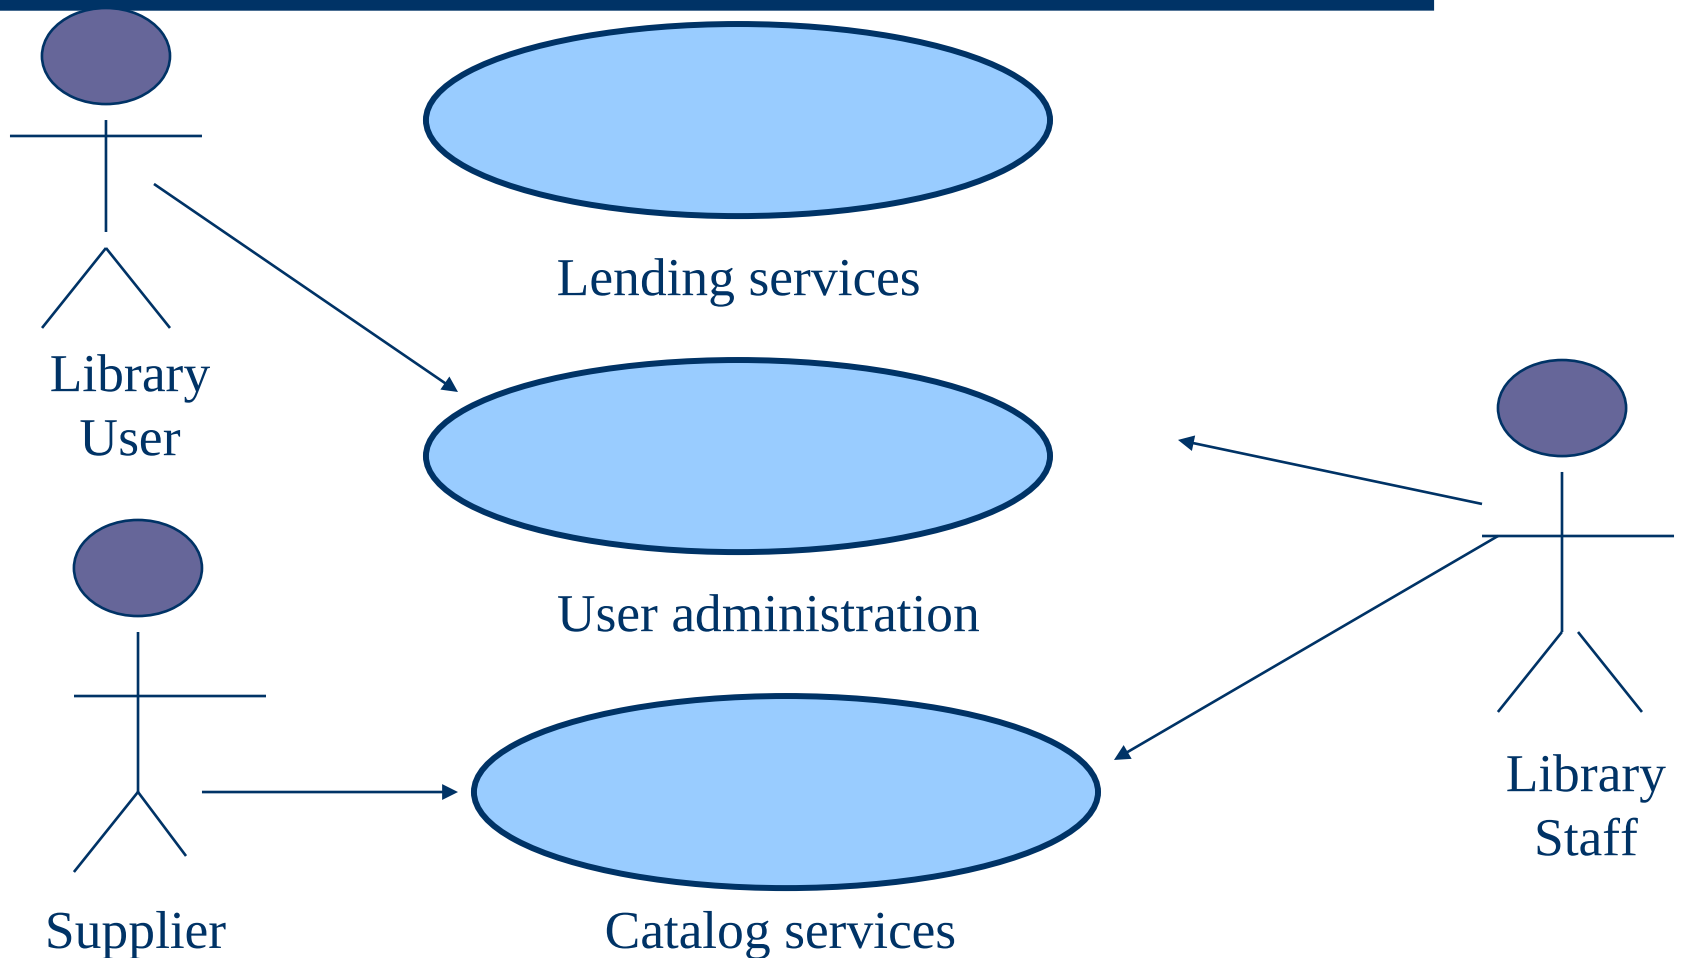 Lending services
Library
User
User administration
Library
Staff
Supplier
Catalog services